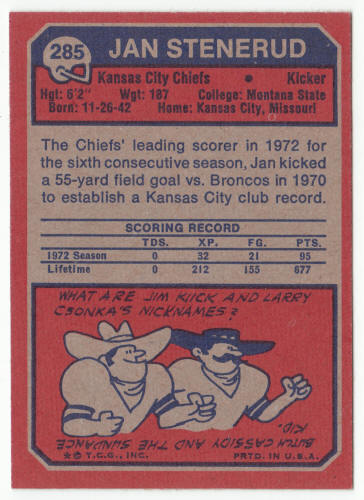 285 JAN STENERUD
Kansas City Chiefs • Kicker
Hgt: 6'2" Wgt: 187 College: Montana State
Born: 11-26-42 Home: Kansas City, Missouri
The Chiefs' leading scorer in 1972 for
the sixth consecutive season, Jan kicked
a 55-yard field goal vs. Broncos in 1970
to establish a Kansas City club record.
SCORING RECORD
TDS. XP. FG. PTS.
1972 Season 0 32 21 95
Lifetime 0 212 155 677
WHAT ARE JIM KIICK AND LARRY
CSONKA'S NICKNAMES?
BUTCH CASSIDY AND THE SUNDANCE
KID.
* © T.C.G., INC. PRTD. IN U.S.A.